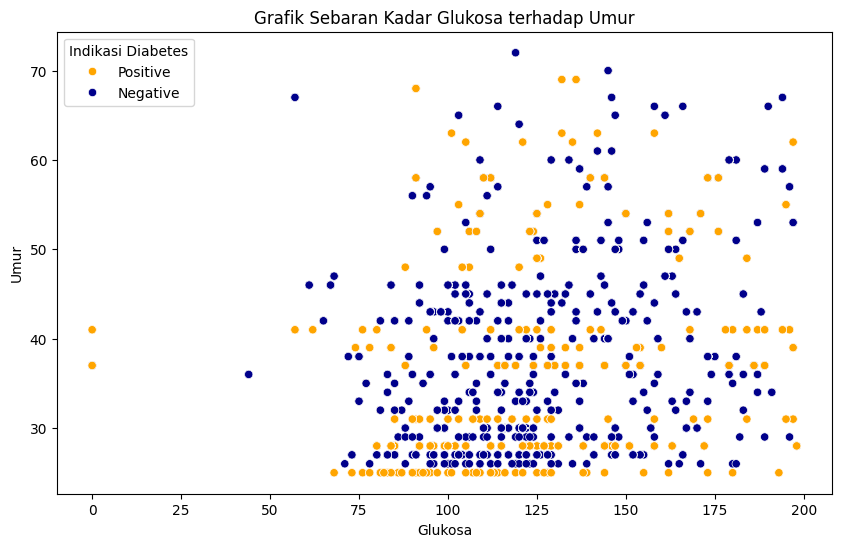 Grafik Sebaran Kadar Glukosa terhadap Umur
Indikasi Diabetes
Positive
Negative
70
60
50
40
30
Umur
0
25
50
75
100
125
150
175
200
Glukosa